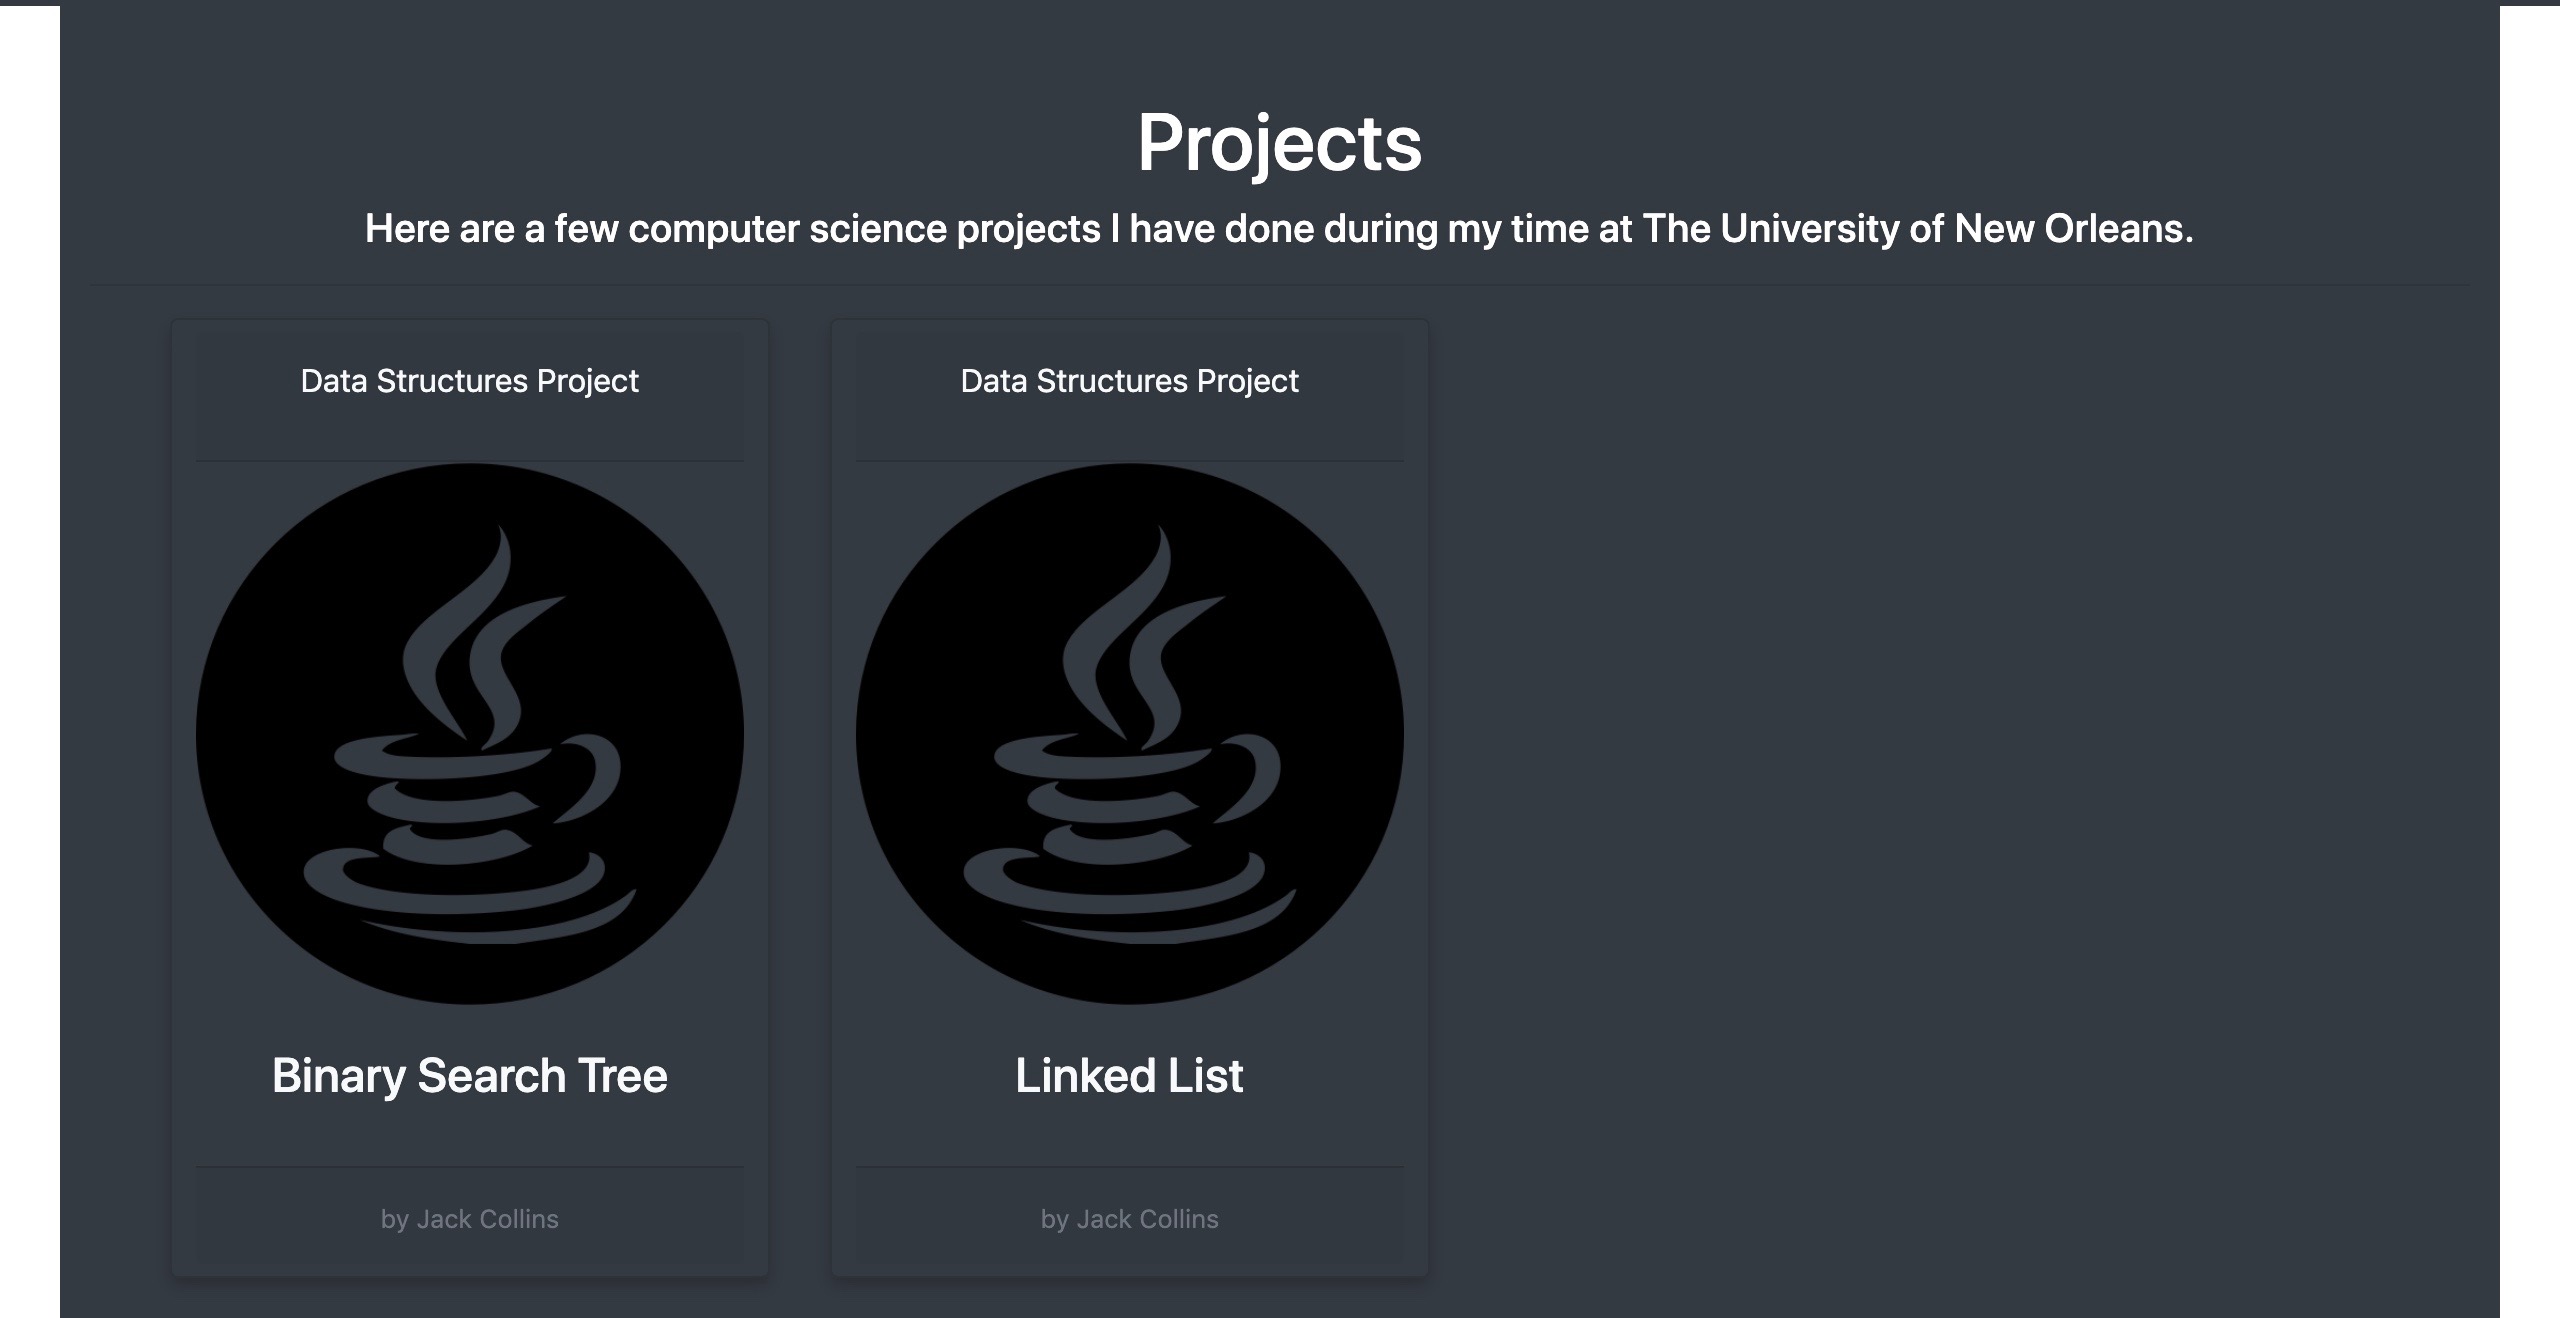 Projects
Here are a few computer science projects I have done during my time at The University of New Orleans.
Data Structures Project
Binary Search Tree
by Jack Collins
Data Structures Project
Linked List
by Jack Collins